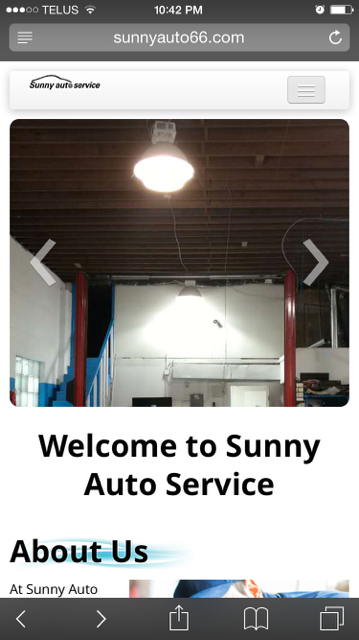 TELUS 10:42 PM
sunnyauto66.com
Sunny auto service
Welcome to Sunny
Auto Service
About Us
At Sunny Auto